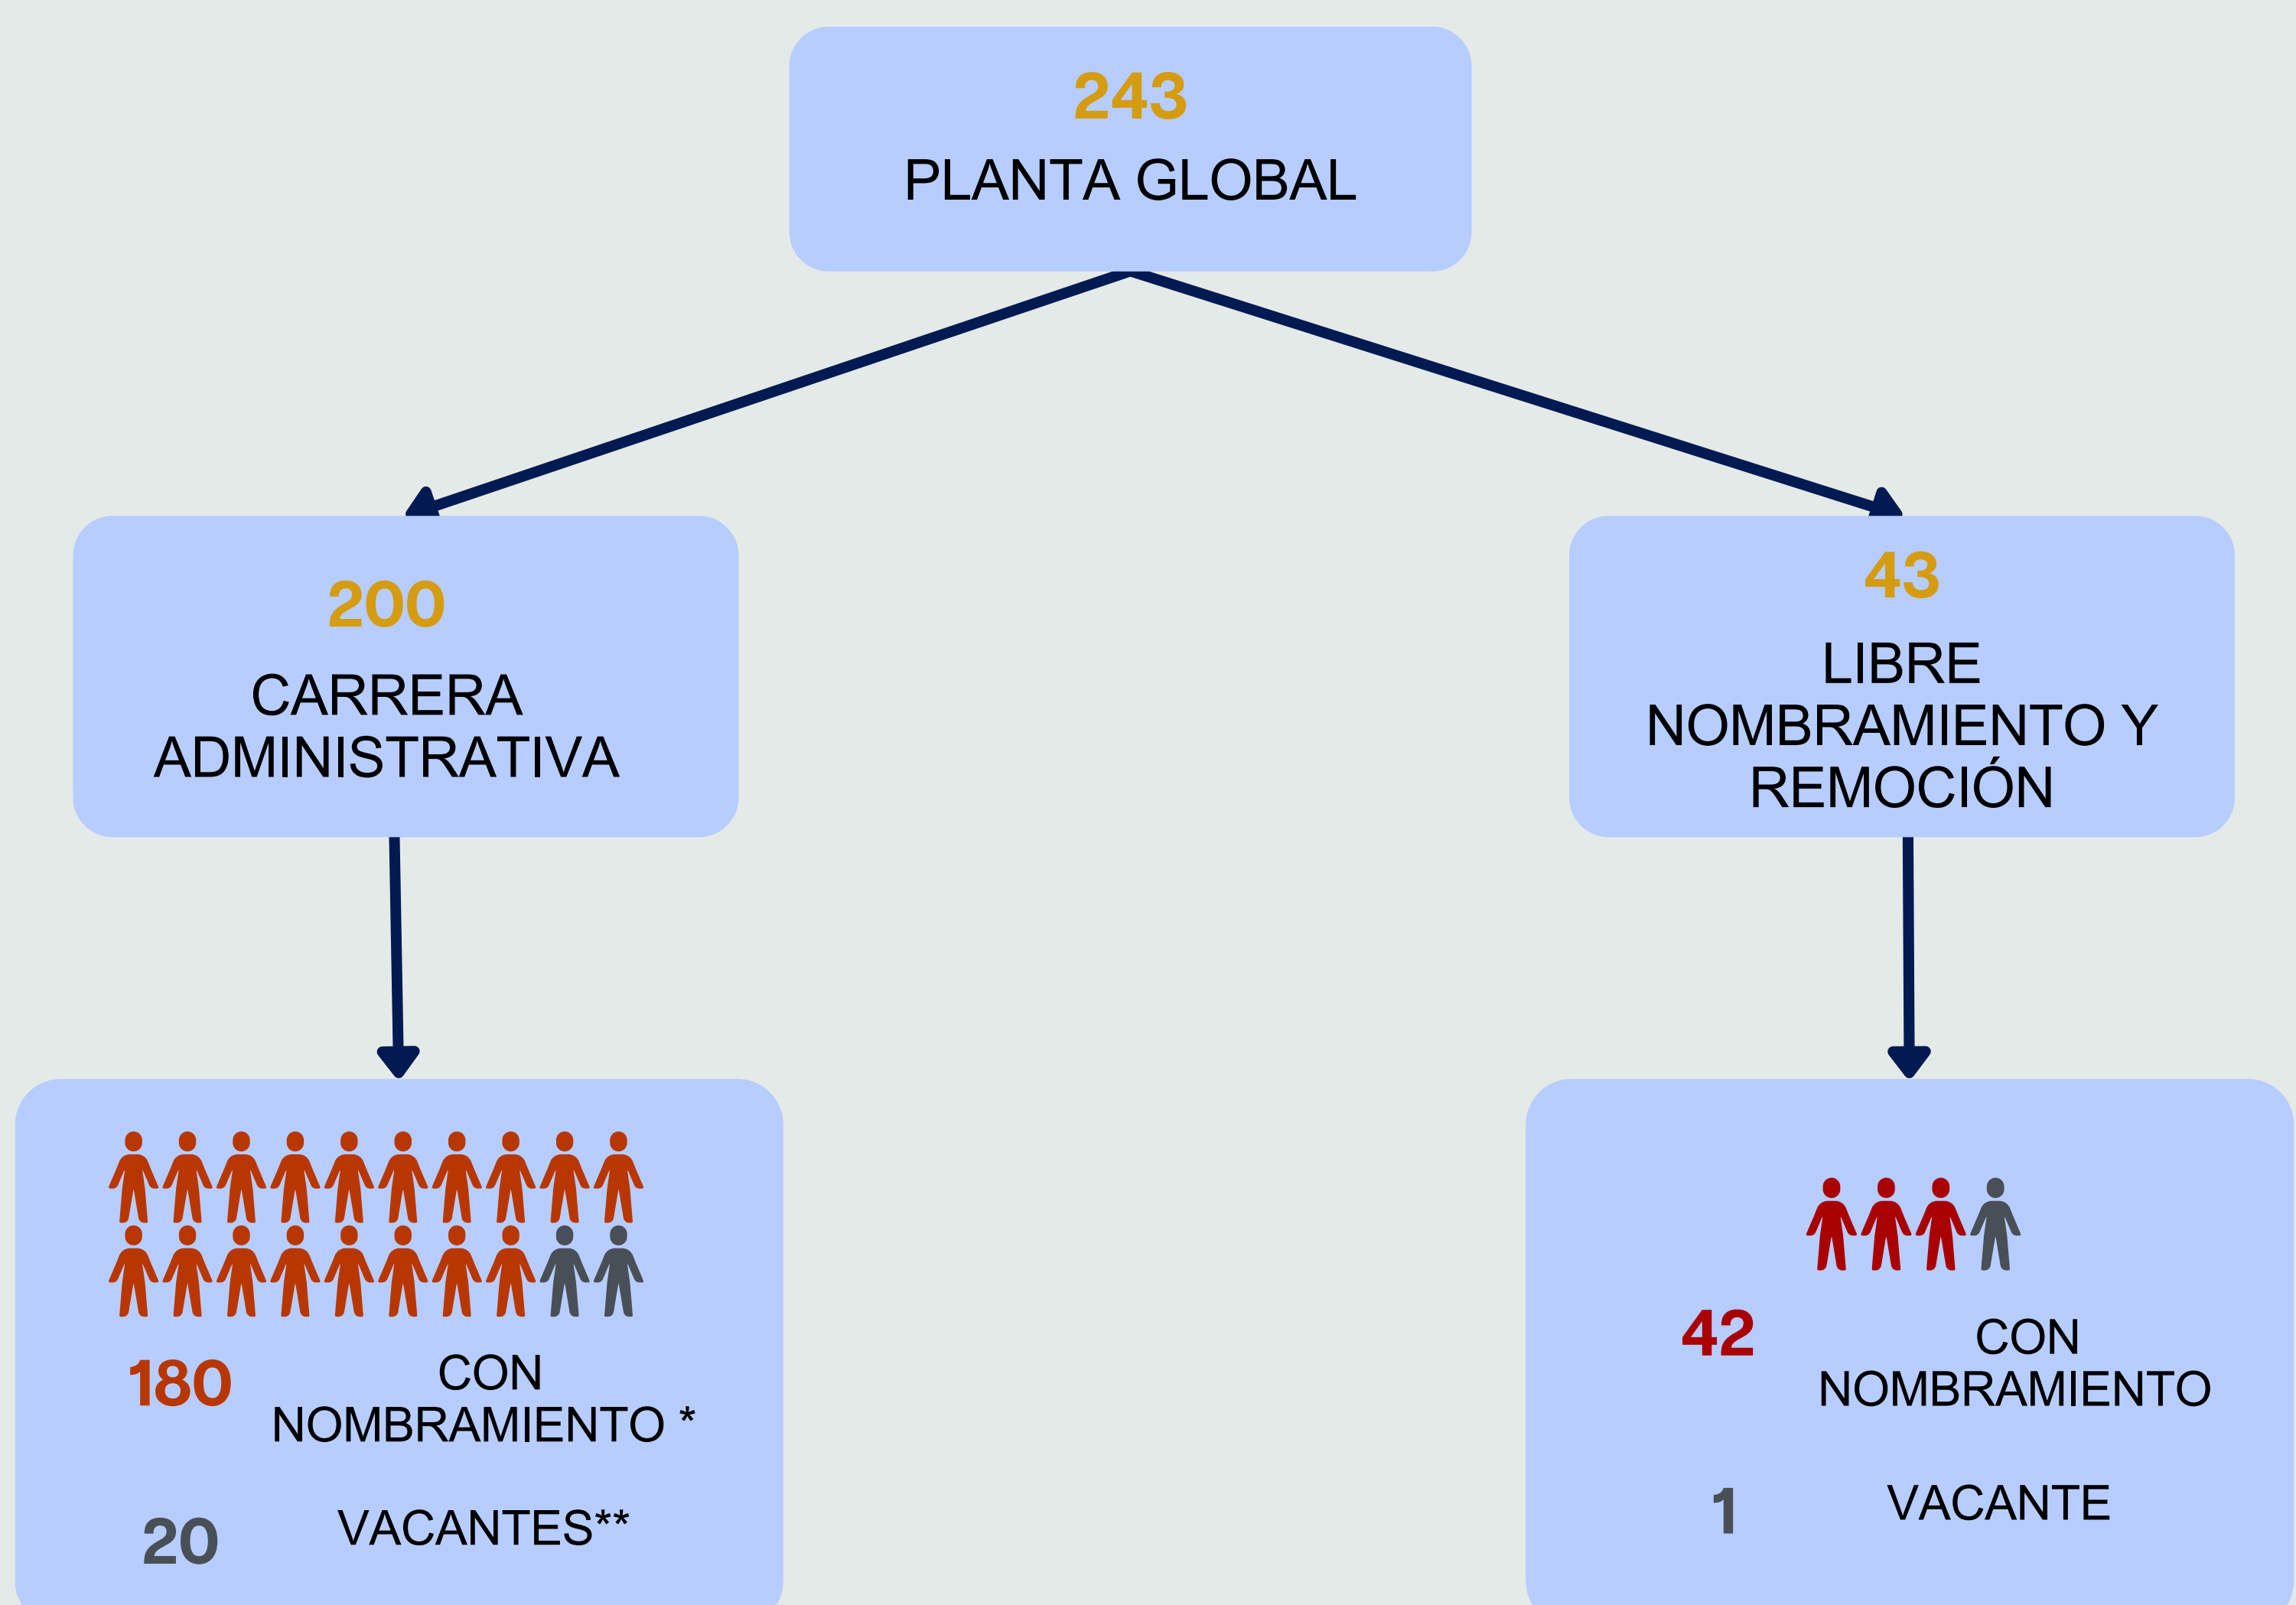 243
PLANTA GLOBAL
200
CARRERA
ADMINISTRATIVA
43
LIBRE
NOMBRAMIENTO Y
REMOCIÓN
180
CON
NOMBRAMIENTO *
20
VACANTES**
42
CON
NOMBRAMIENTO
1
VACANTE